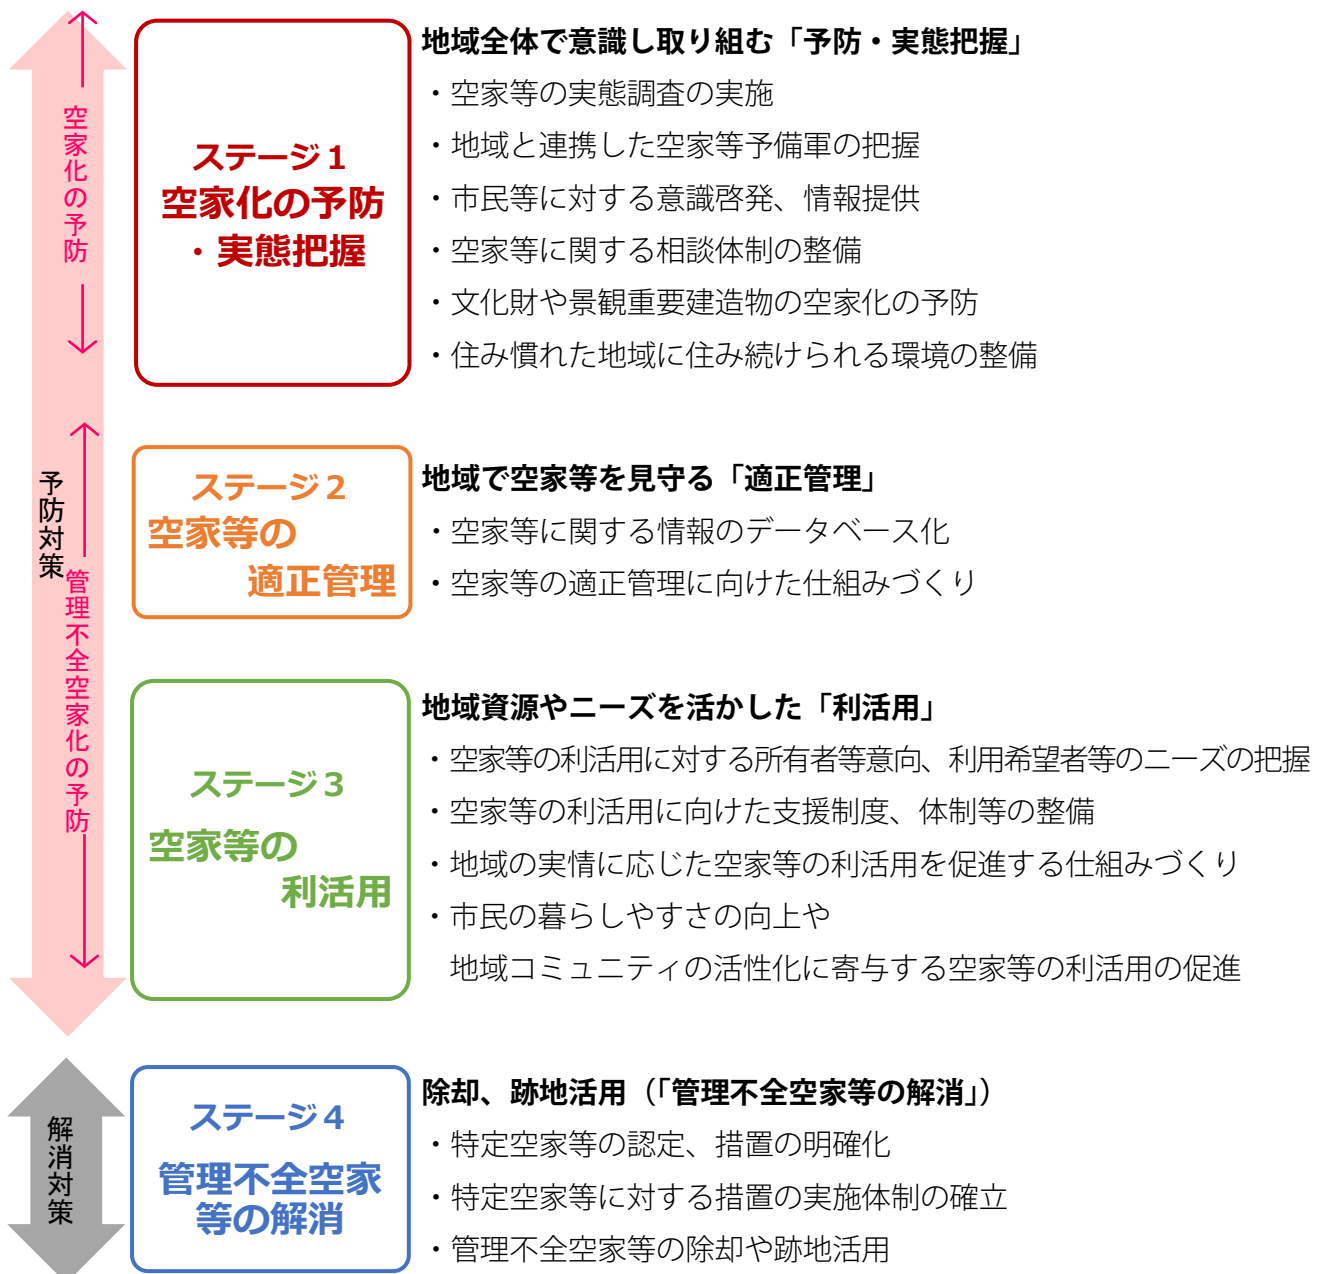 予防対策
空家化の予防
ステージ１
空家化の予防
・実態把握
地域全体で意識し取り組む「予防・実態把握」
・空家等の実態調査の実施
・地域と連携した空家等予備軍の把握
・市民等に対する意識啓発、情報提供
・空家等に関する相談体制の整備
・文化財や景観重要建造物の空家化の予防
・住み慣れた地域に住み続けられる環境の整備
管理不全空家化の予防
ステージ２
空家等の
適正管理
地域で空家等を見守る「適正管理」
・空家等に関する情報のデータベース化
・空家等の適正管理に向けた仕組みづくり
ステージ３
空家等の
利活用
地域資源やニーズを活かした「利活用」
・空家等の利活用に対する所有者等意向、利用希望者等のニーズの把握
・空家等の利活用に向けた支援制度、体制等の整備
・地域の実情に応じた空家等の利活用を促進する仕組みづくり
・市民の暮らしやすさの向上や
地域コミュニティの活性化に寄与する空家等の利活用の促進
解消対策
ステージ４
管理不全空家
等の解消
除却、跡地活用（「管理不全空家等の解消」）
・特定空家等の認定、措置の明確化
・特定空家等に対する措置の実施体制の確立
・管理不全空家等の除却や跡地活用